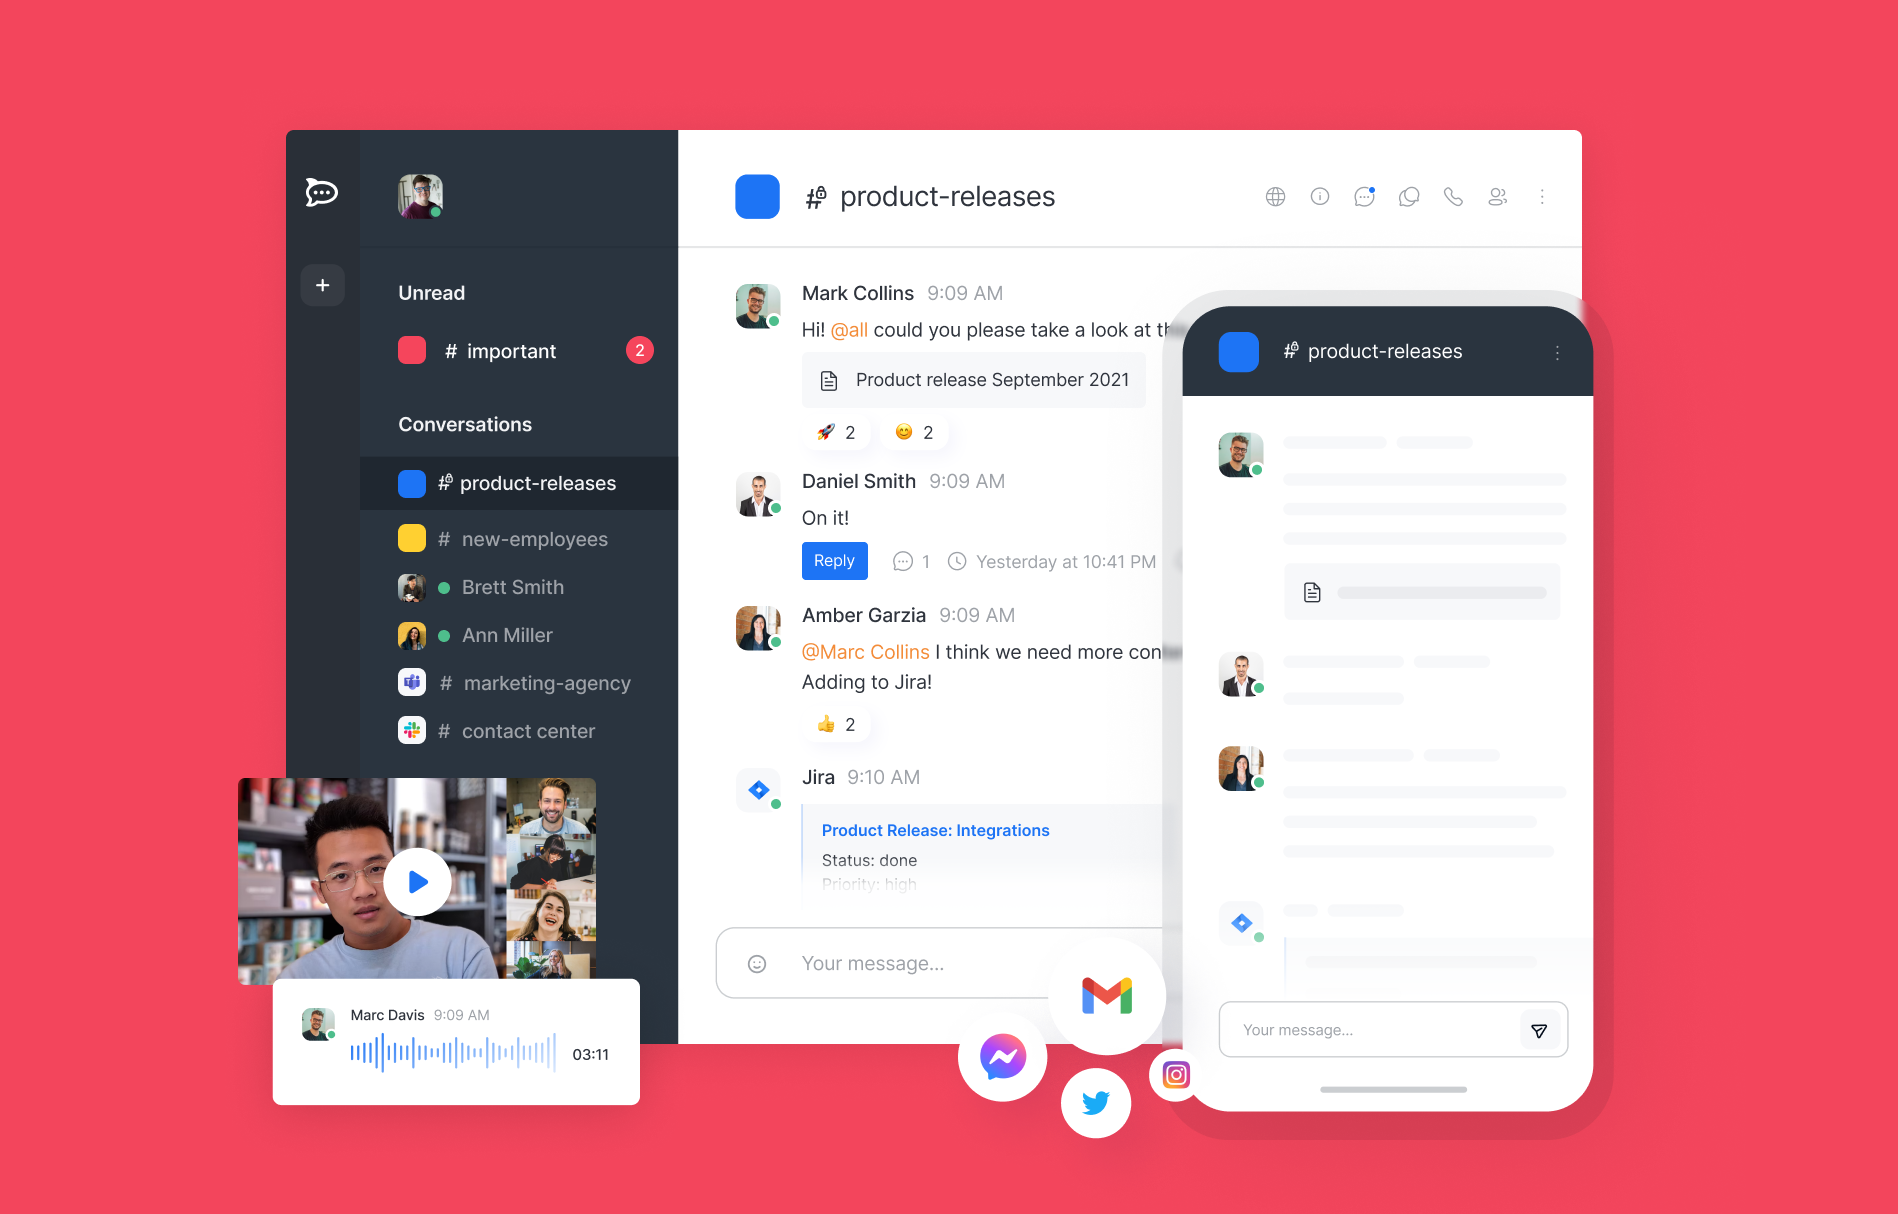 Unread
# important
2
Conversations
# product-releases
# new-employees
Brett Smith
Ann Miller
# marketing-agency
# contact center
# product-releases
Mark Collins 9:09 AM
Hi! @all could you please take a look at
Product release September 2021
2 2
Daniel Smith 9:09 AM
On it!
Reply 1 Yesterday at 10:41 PM
Amber Garzia 9:09 AM
@Marc Collins I think we need more
Adding to Jira!
2
Jira 9:10 AM
Product Release: Integrations
Status: done
Priority: high
Your message...
Marc Davis 9:09 AM
03:11
# product-releases
Your message...